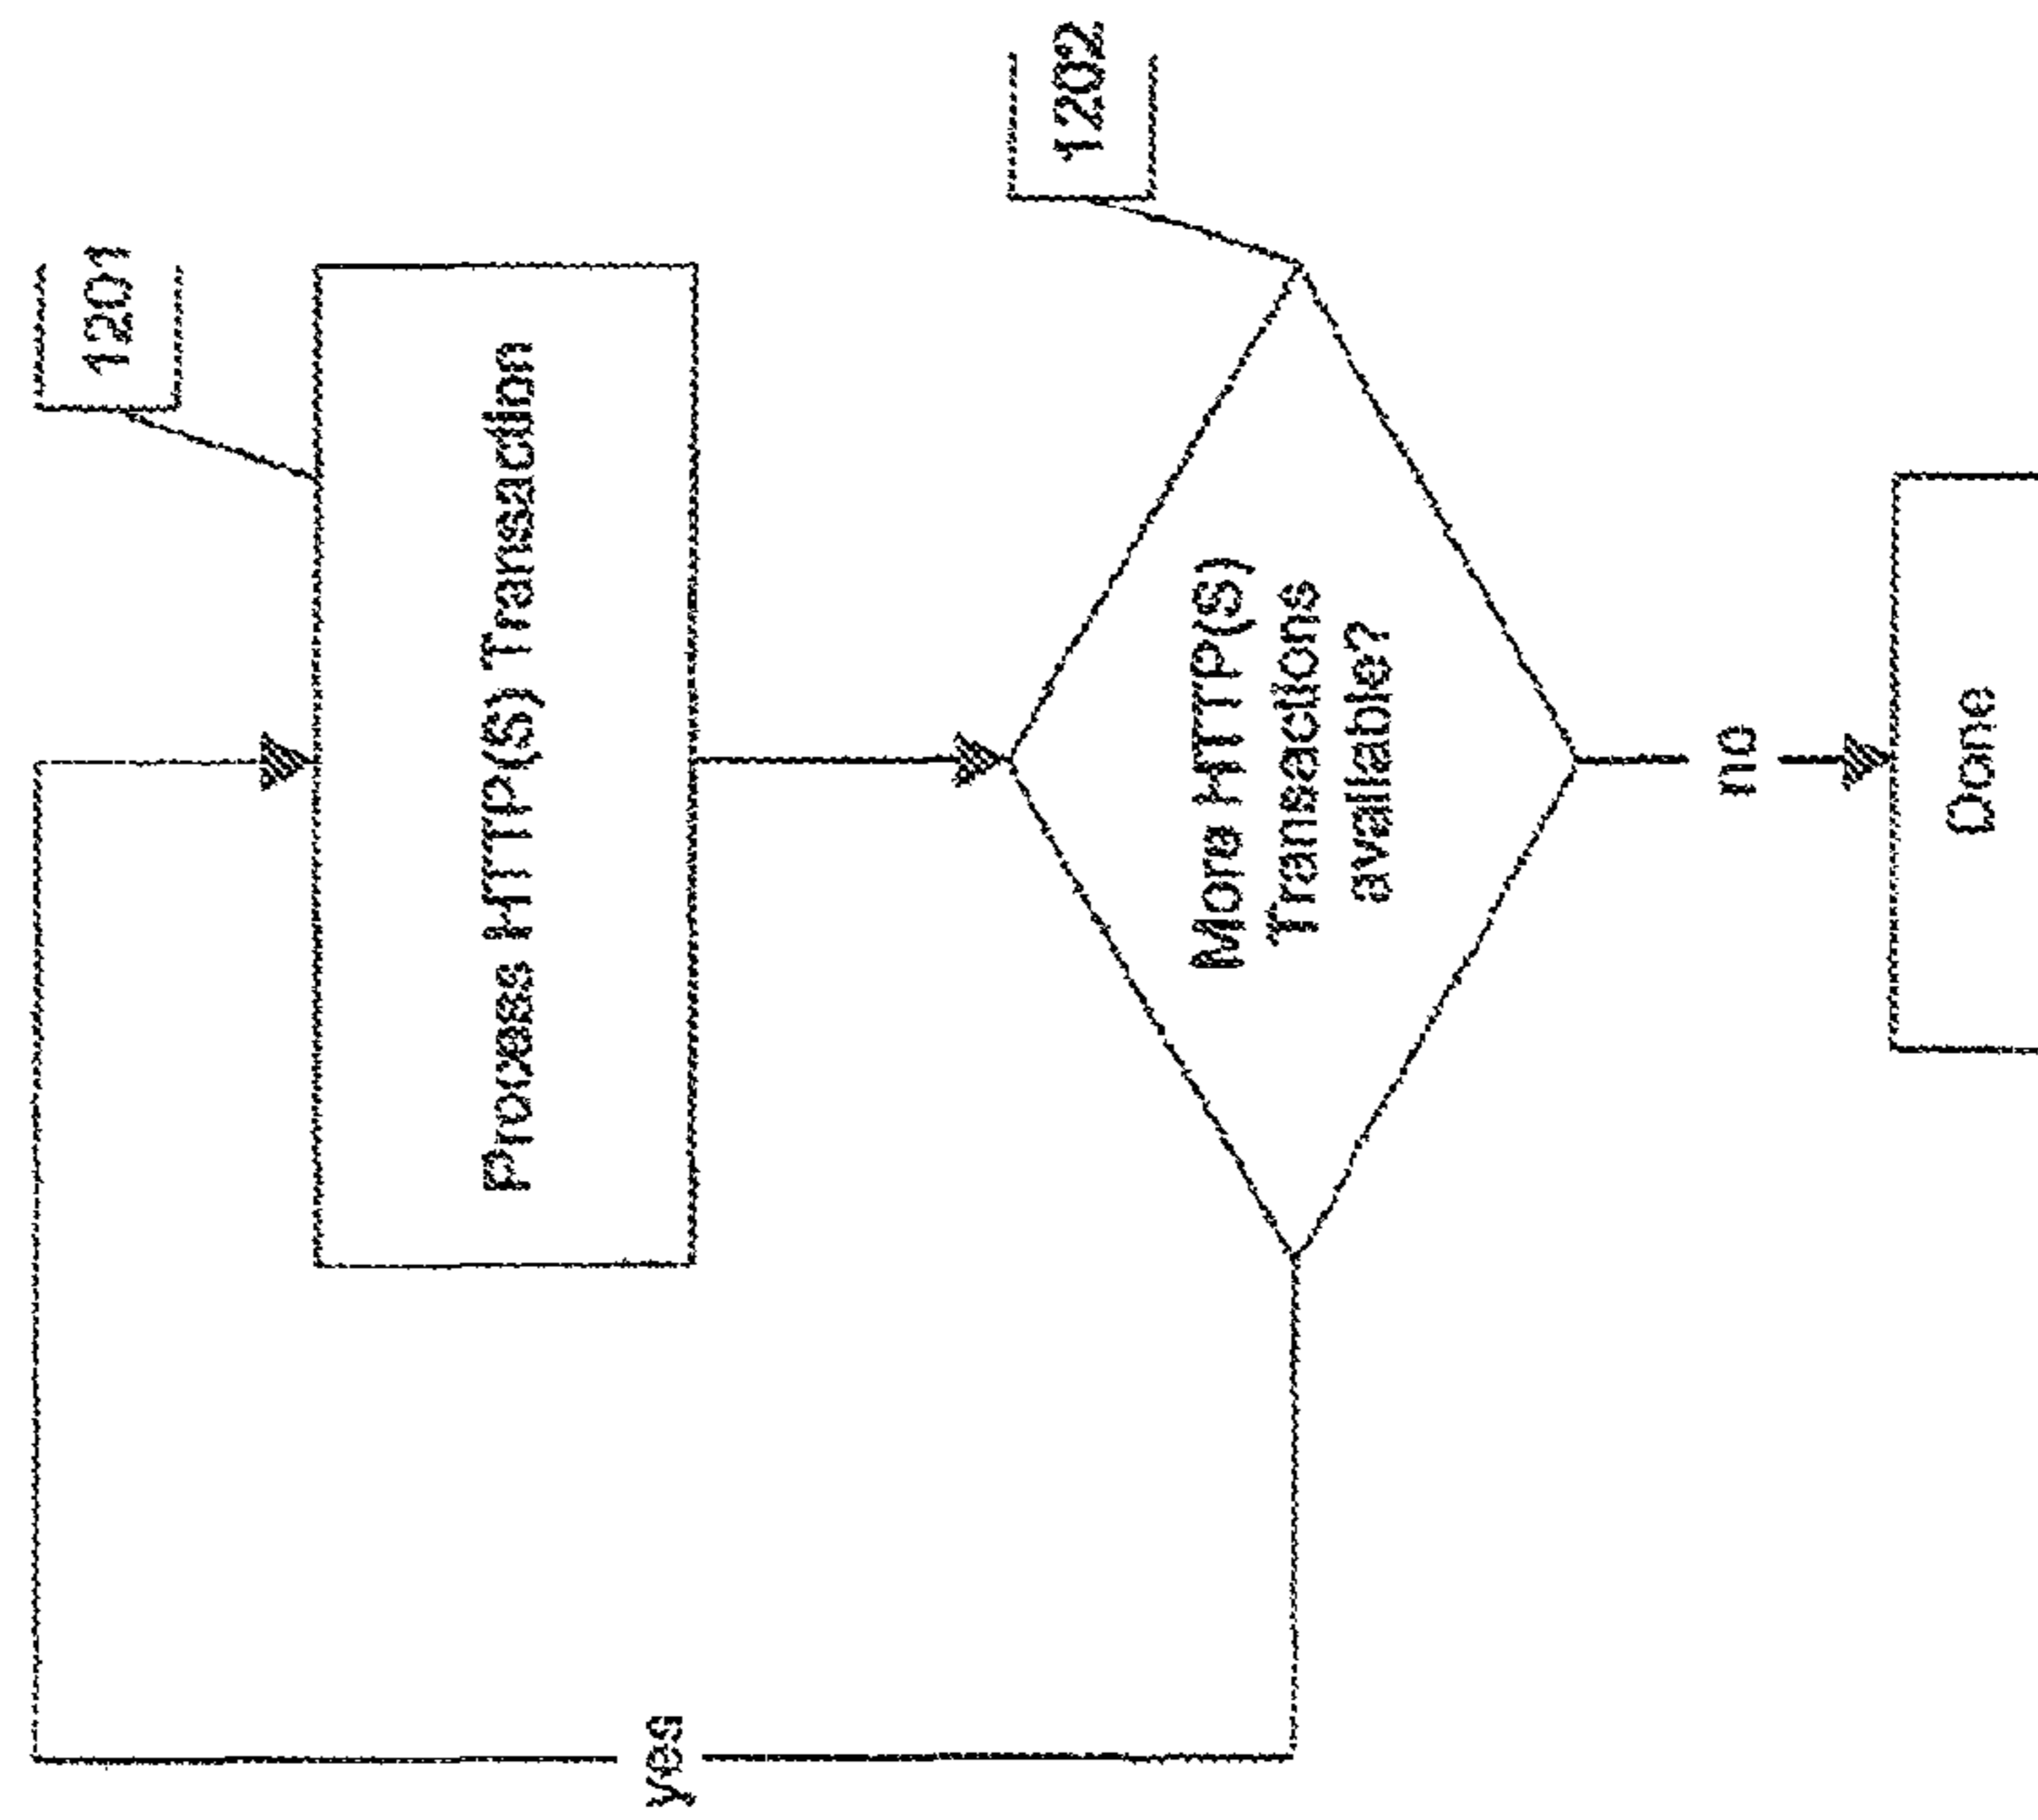 1201
Process HTTP(S) Transaction
1202
More HTTP(S)
Transactions
available?
yes
no
Done